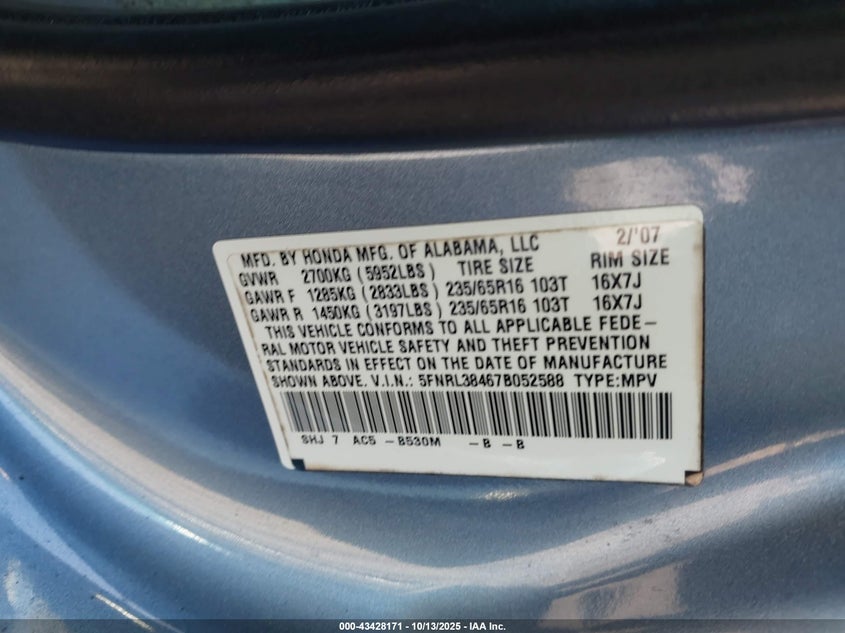 MFD. BY HONDA MFG. OF ALABAMA, LLC 2/'07
GVWR 2700KG (5952LBS) TIRE SIZE RIM SIZE
GAWR F 1285KG (2833LBS) 235/65R16 103T 16X7J
GAWR R 1450KG (3197LBS) 235/65R16 103T 16X7J
THIS VEHICLE CONFORMS TO ALL APPLICABLE FEDE-
RAL MOTOR VEHICLE SAFETY AND THEFT PREVENTION
STANDARDS IN EFFECT ON THE DATE OF MANUFACTURE
SHOWN ABOVE. V.I.N.: 5FNRL38467B052588 TYPE:MPV
SHJ 7 AC5 -B530M -B -B
000-43428171 - 10/13/2025 - IAA Inc.